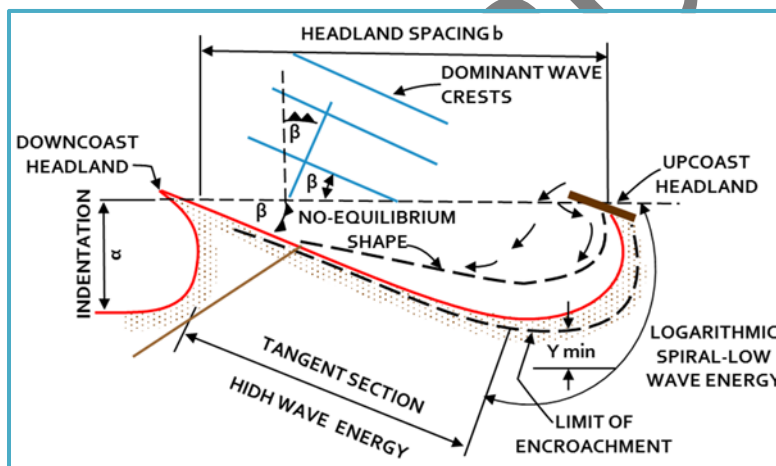 HEADLAND SPACING b
DOMINANT WAVE
CRESTS
DOWNCOAST
HEADLAND
β
β
UPCOAST
HEADLAND
β
NO-EQUILIBRIUM
SHAPE
INDENTATION
α
Y min
LOGARITHMIC
SPIRAL-LOW
WAVE ENERGY
TANGENT SECTION
HIDH WAVE ENERGY
LIMIT OF
ENCROACHMENT